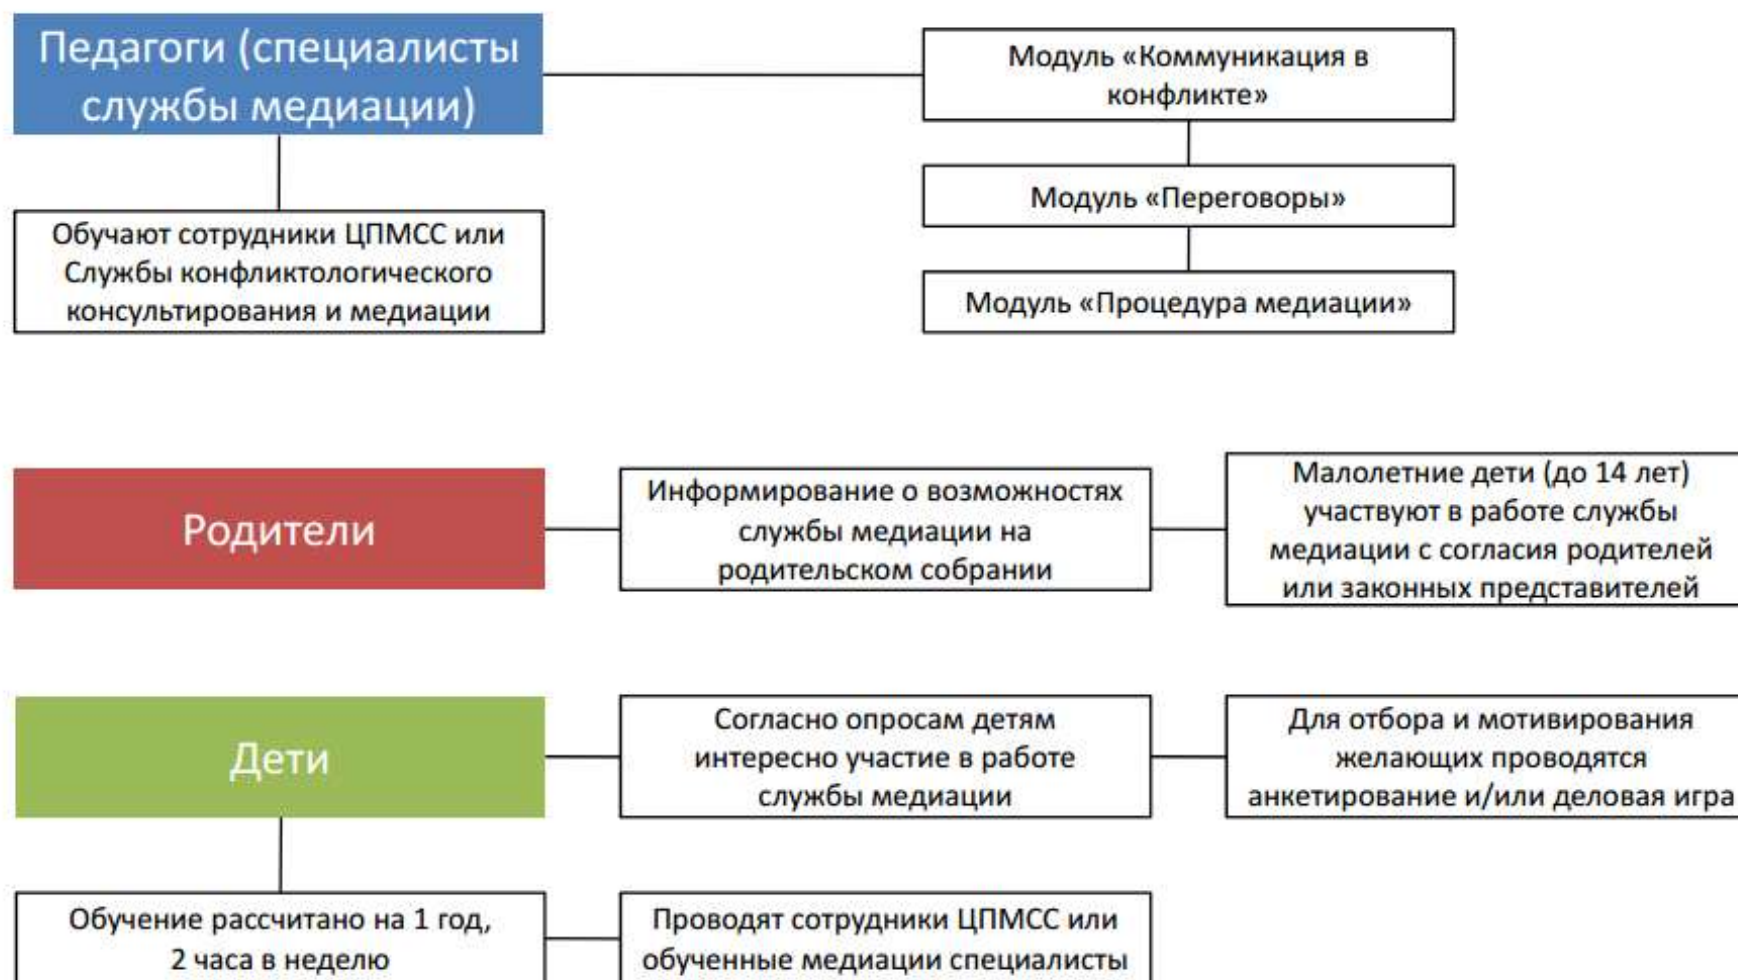 Педагоги (специалисты
службы медиации)
Модуль «Коммуникация в
конфликте»
Модуль «Переговоры»
Обучают сотрудники ЦПМСС или
Службы конфликтологического
консультирования и медиации
Модуль «Процедура медиации»
Родители
Информирование о возможностях
службы медиации на
родительском собрании
Малолетние дети (до 14 лет)
участвуют в работе службы
медиации с согласия родителей
или законных представителей
Дети
Согласно опросам детям
интересно участие в работе
службы медиации
Для отбора и мотивирования
желающих проводятся
анкетирование и/или деловая игра
Обучение рассчитано на 1 год,
2 часа в неделю
Проводят сотрудники ЦПМСС или
обученные медиации специалисты